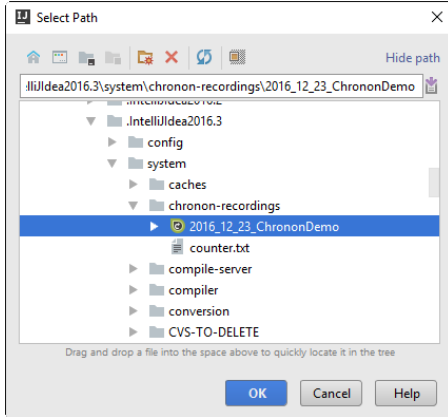 Select Path
Hide path
:lliJIdea2016.3\system\chronon-recordings\2016_12_23_ChrononDemo
.IntelliJIdea2016.2
.IntelliJIdea2016.3
config
system
caches
chronon-recordings
2016_12_23_ChrononDemo
counter.txt
compile-server
compiler
conversion
CVS-TO-DELETE
Drag and drop a file into the space above to quickly locate it in the tree
OK Cancel Help